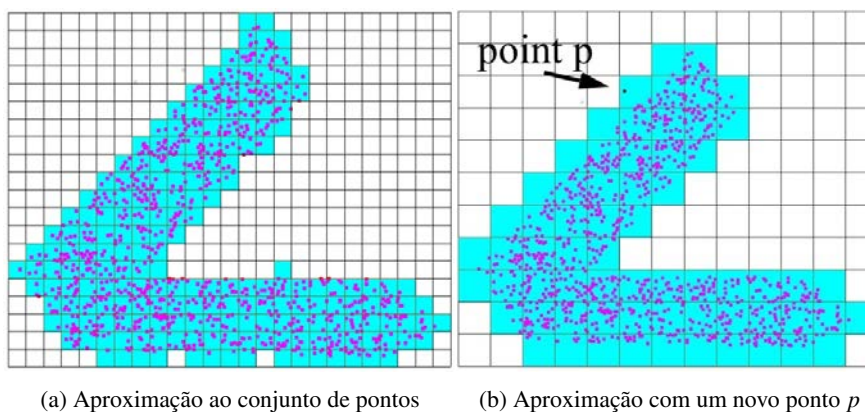 point p
(a) Aproximação ao conjunto de pontos
(b) Aproximação com um novo ponto p